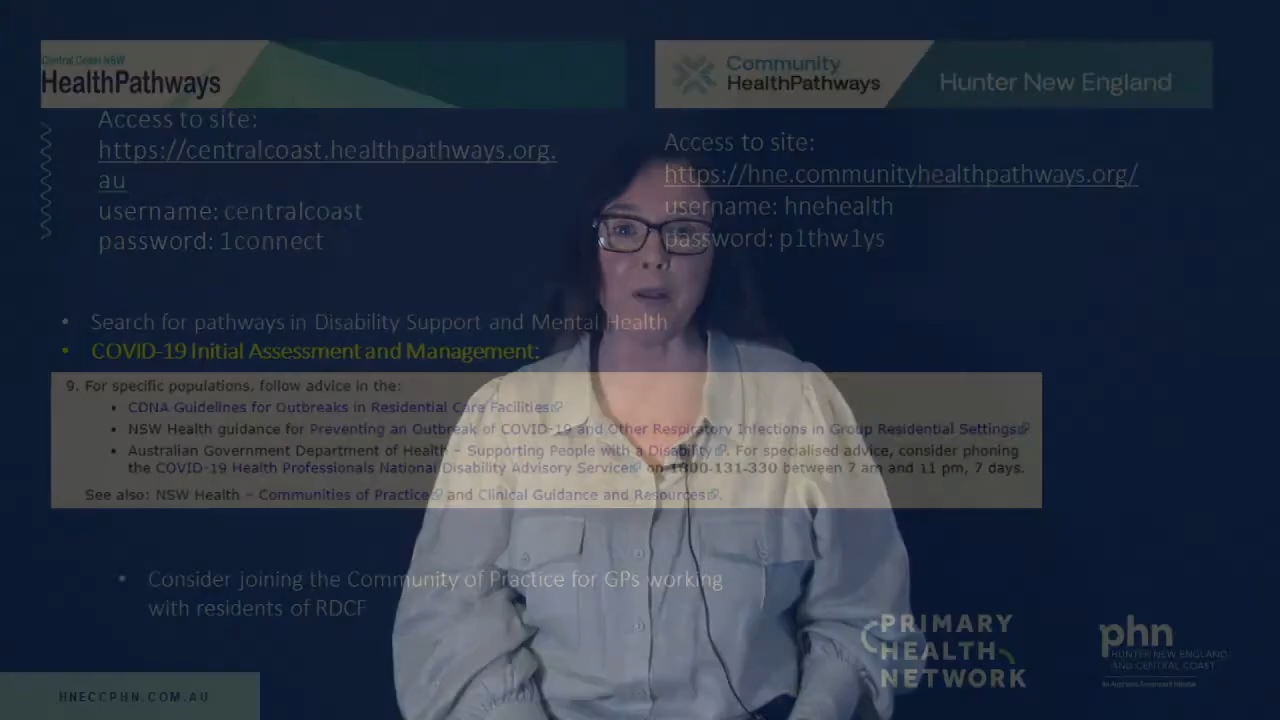 Central Coast NSW
HealthPathways
Community
HealthPathways
Hunter New England
Access to site:
https://centralcoast.healthpathways.org.
au
username: centralcoast
password: 1connect
Access to site:
https://hne.communityhealthpathways.org/
username: hnehealth
password: p1thw1ys
• Search for pathways in Disability Support and Mental Health
• COVID-19 Initial Assessment and Management:
9. For specific populations, follow advice in the:
• CDNA Guidelines for Outbreaks in Residential Care Facilities
• NSW Health guidance for Preventing an Outbreak of COVID-19 and Other Respiratory Infections in Group Residential Settings.
• Australian Government Department of Health – Supporting People with a Disability. For specialised advice, consider phoning
the COVID-19 Health Professionals National Disability Advisory Service on 1800-131-330 between 7 am and 11 pm, 7 days.
See also: NSW Health – Communities of Practice and Clinical Guidance and Resources.
• Consider joining the Community of Practice for GPs working
with residents of RDCF
PRIMARY
HEALTH
NETWORK
phn
HUNTER NEW ENGLAND
AND CENTRAL COAST
An Australian Government Initiative
HNECCPHN.COM.AU